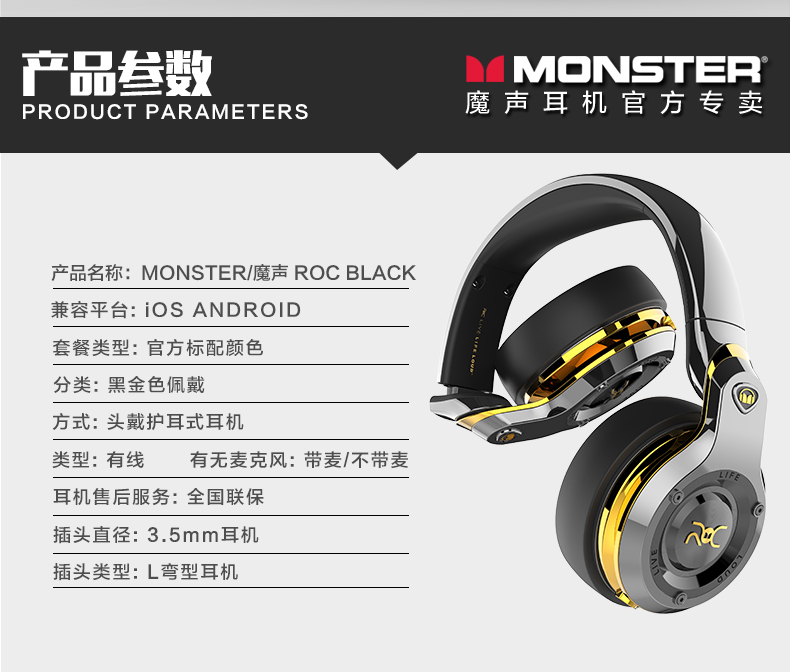 产品参数
PRODUCT PARAMETERS
MONSTER®
魔声耳机官方专卖
产品名称: MONSTER/魔声 ROC BLACK
兼容平台: iOS ANDROID
套餐类型: 官方标配颜色
分类: 黑金色佩戴
方式: 头戴护耳式耳机
类型: 有线 有无麦克风: 带麦/不带麦
耳机售后服务: 全国联保
插头直径: 3.5mm耳机
插头类型: L弯型耳机
LIVE LIFE LOUD
LIFE
ROC
LIVE
LOUD